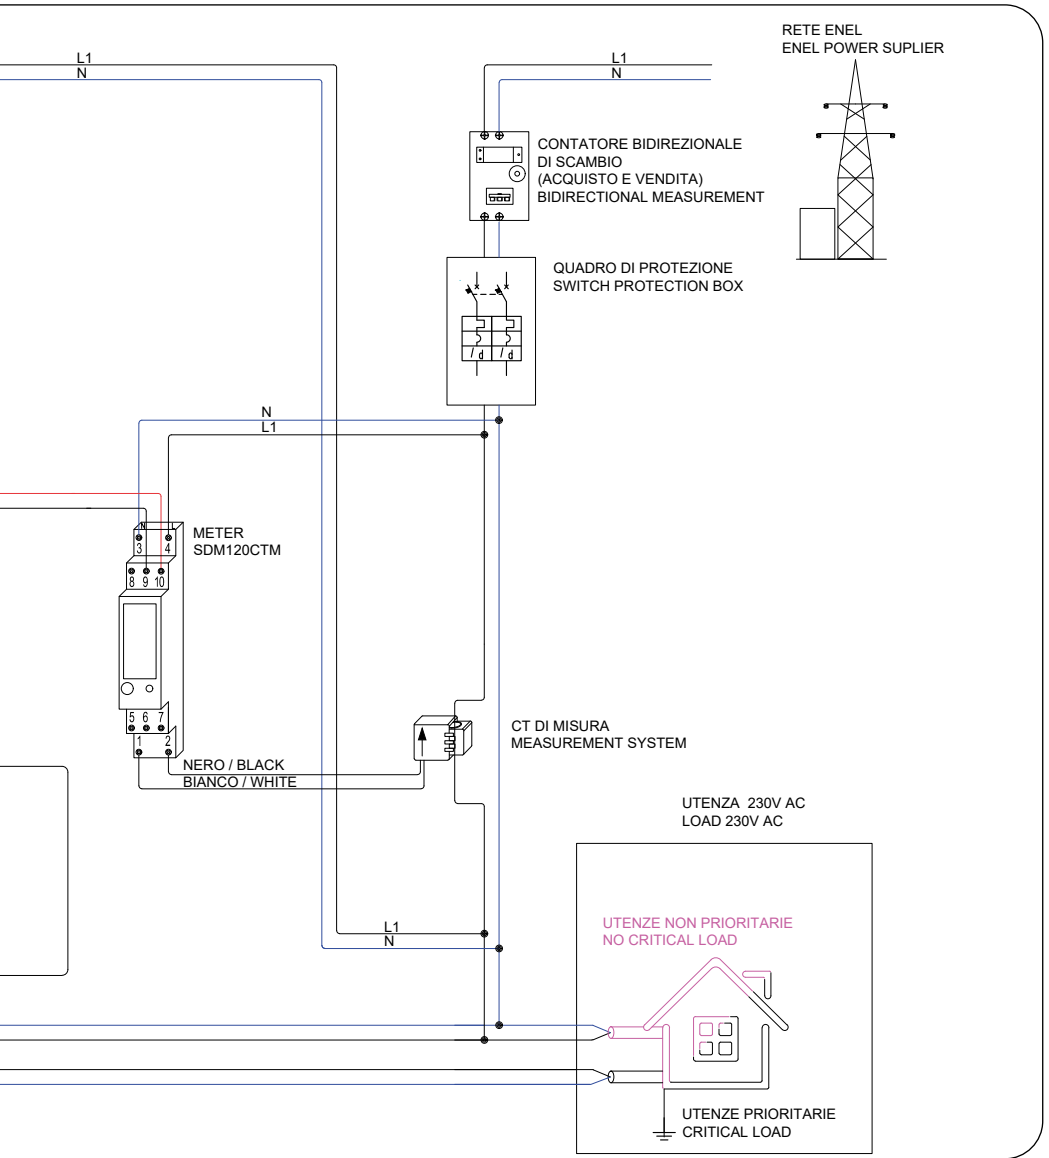 RETE ENEL
ENEL POWER SUPLIER
L1
N
L1
N
CONTATORE BIDIREZIONALE
DI SCAMBIO
(ACQUISTO E VENDITA)
BIDIRECTIONAL MEASUREMENT
QUADRO DI PROTEZIONE
SWITCH PROTECTION BOX
I d I d
N
L1
N L
3 4
METER
SDM120CTM
8 9 10
5 6 7
1 2
CT DI MISURA
MEASUREMENT SYSTEM
NERO / BLACK
BIANCO / WHITE
UTENZA 230V AC
LOAD 230V AC
UTENZE NON PRIORITARIE
NO CRITICAL LOAD
L1
N
UTENZE PRIORITARIE
CRITICAL LOAD